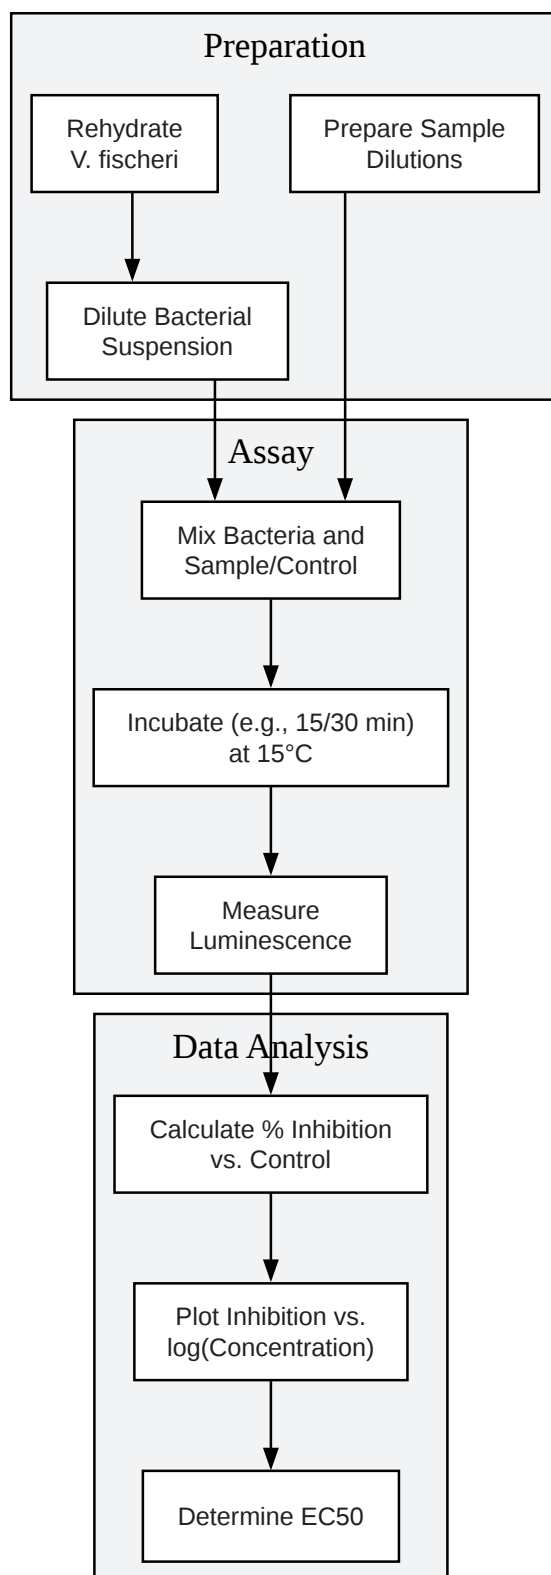 Preparation
Rehydrate
V. fischeri
Prepare Sample
Dilutions
Dilute Bacterial
Suspension
Assay
Mix Bacteria and
Sample/Control
Incubate (e.g., 15/30 min)
at 15°C
Measure
Luminescence
Data Analysis
Calculate % Inhibition
vs. Control
Plot Inhibition vs.
log(Concentration)
Determine EC50